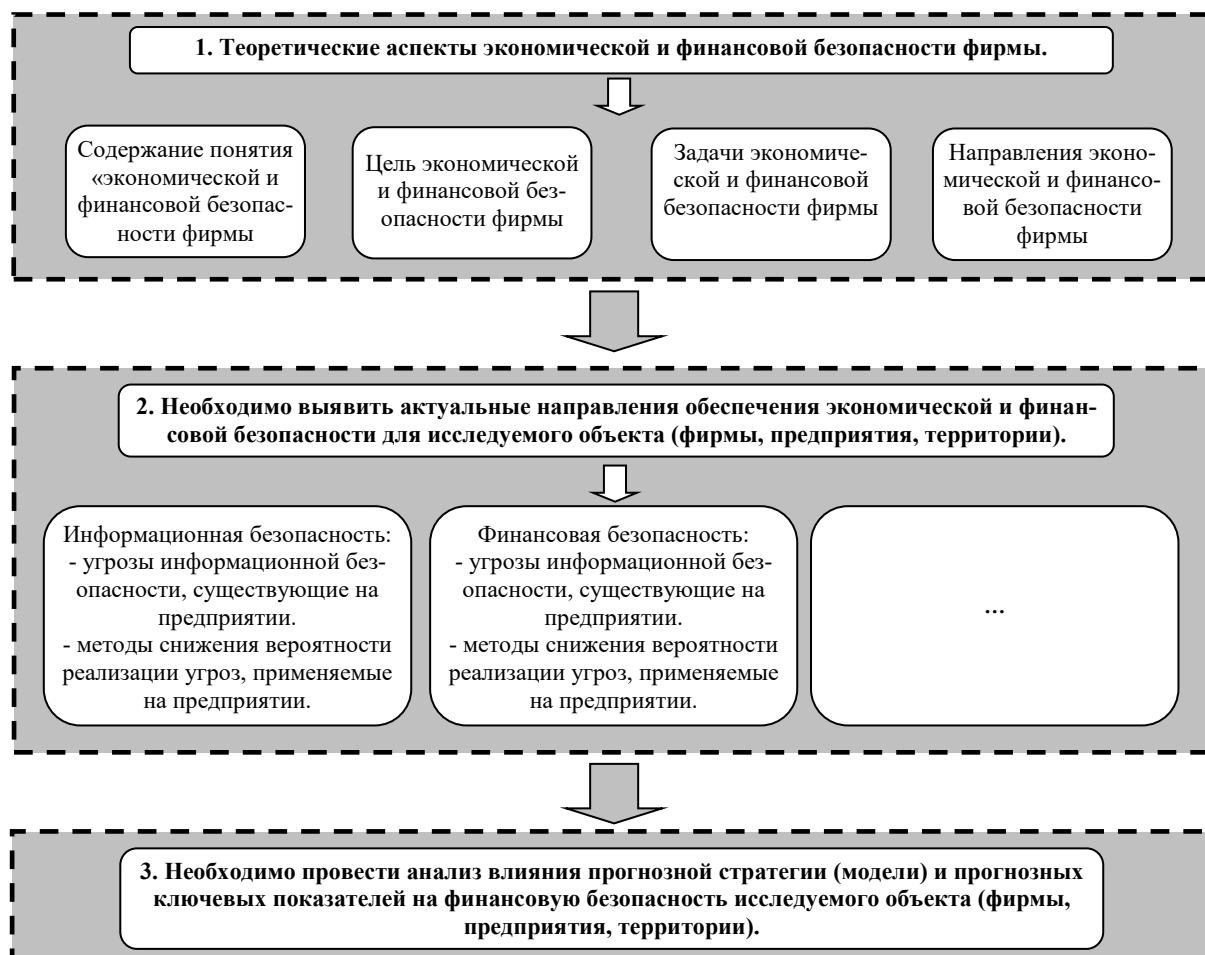 1. Теоретические аспекты экономической и финансовой безопасности фирмы.
Содержание понятия
«экономической и
финансовой безопас-
ности фирмы
Цель экономической
и финансовой без-
опасности фирмы
Задачи экономиче-
ской и финансовой
безопасности фирмы
Направления эконо-
мической и финансо-
вой безопасности
фирмы
2. Необходимо выявить актуальные направления обеспечения экономической и финан-
совой безопасности для исследуемого объекта (фирмы, предприятия, территории).
Информационная безопасность:
- угрозы информационной без-
опасности, существующие на
предприятии.
- методы снижения вероятности
реализации угроз, применяемые
на предприятии.
Финансовая безопасность:
- угрозы информационной без-
опасности, существующие на
предприятии.
- методы снижения вероятности
реализации угроз, применяемые
на предприятии.
...
3. Необходимо провести анализ влияния прогнозной стратегии (модели) и прогнозных
ключевых показателей на финансовую безопасность исследуемого объекта (фирмы,
предприятия, территории).